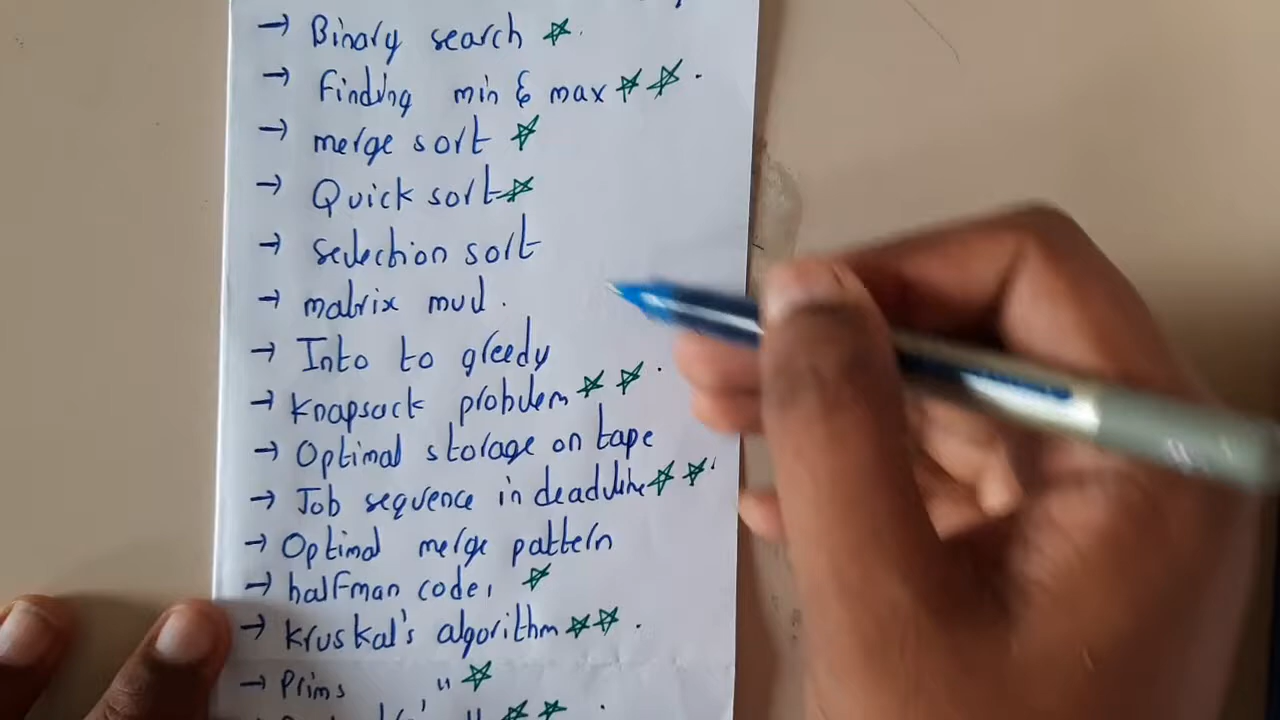 → Binary search ☆.
→ Finding min & max ☆☆.
→ merge sort ☆
→ Quick sort ☆
→ selection sort
→ matrix mul.
→ Into to greedy
→ Knapsack problem ☆☆.
→ Optimal storage on tape
→ Job sequence in deadline ☆☆.
→ Optimal merge pattern
→ halfman code, ☆
→ Kruskal's algorithm ☆☆.
→ Prims " ☆